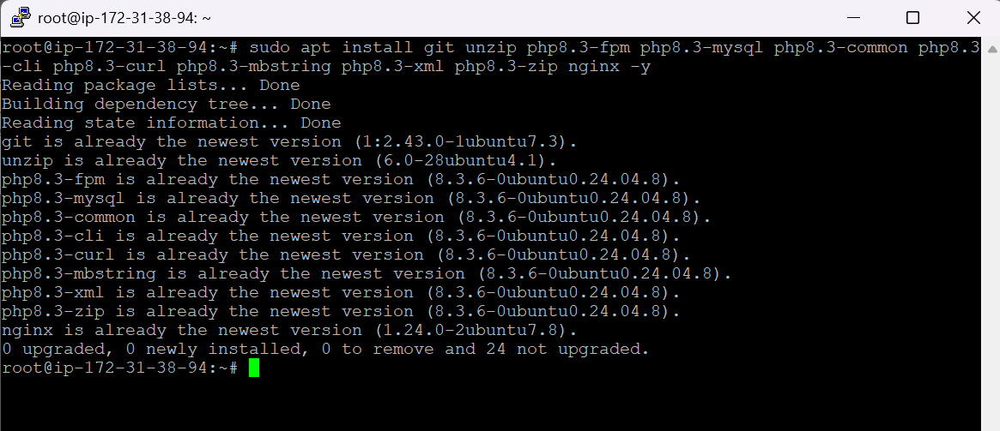 root@ip-172-31-38-94: ~
root@ip-172-31-38-94:~# sudo apt install git unzip php8.3-fpm php8.3-mysql php8.3-common php8.3
-cli php8.3-curl php8.3-mbstring php8.3-xml php8.3-zip nginx -y
Reading package lists... Done
Building dependency tree... Done
Reading state information... Done
git is already the newest version (1:2.43.0-1ubuntu7.3).
unzip is already the newest version (6.0-28ubuntu4.1).
php8.3-fpm is already the newest version (8.3.6-0ubuntu0.24.04.8).
php8.3-mysql is already the newest version (8.3.6-0ubuntu0.24.04.8).
php8.3-common is already the newest version (8.3.6-0ubuntu0.24.04.8).
php8.3-cli is already the newest version (8.3.6-0ubuntu0.24.04.8).
php8.3-curl is already the newest version (8.3.6-0ubuntu0.24.04.8).
php8.3-mbstring is already the newest version (8.3.6-0ubuntu0.24.04.8).
php8.3-xml is already the newest version (8.3.6-0ubuntu0.24.04.8).
php8.3-zip is already the newest version (8.3.6-0ubuntu0.24.04.8).
nginx is already the newest version (1.24.0-2ubuntu7.8).
0 upgraded, 0 newly installed, 0 to remove and 24 not upgraded.
root@ip-172-31-38-94:~#